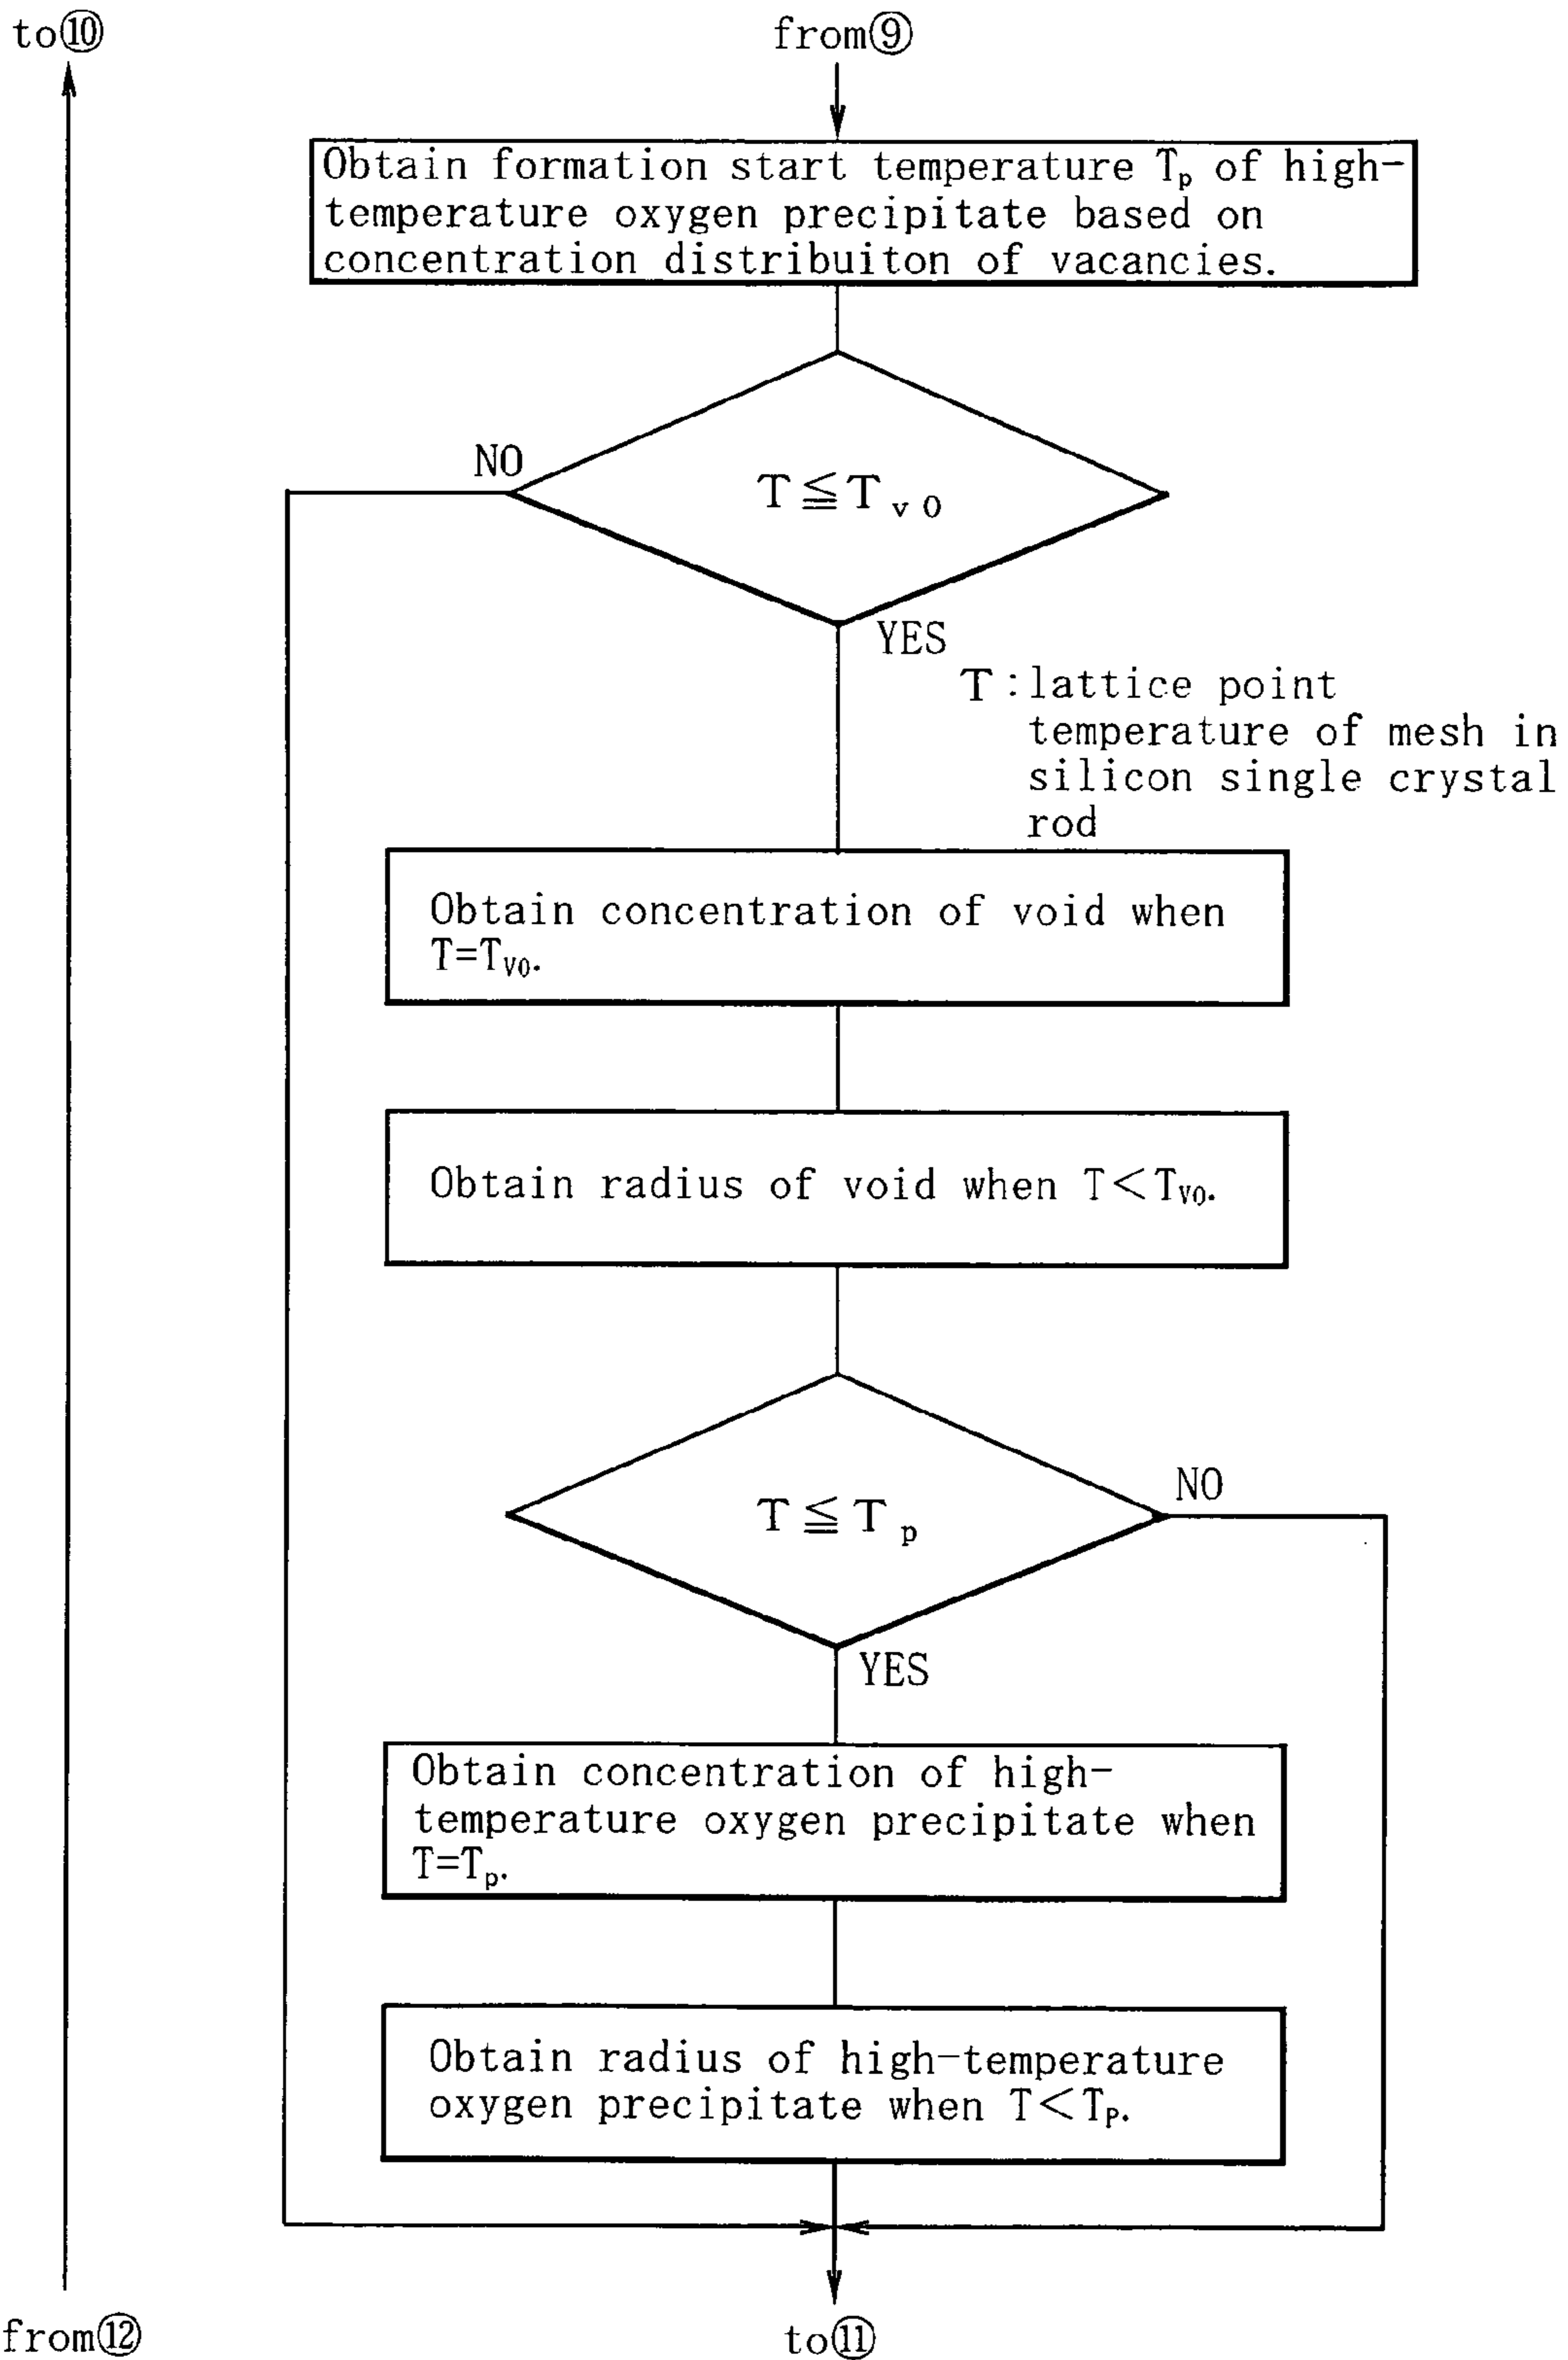 to⑩
from⑨
Obtain formation start temperature Tp of high-
temperature oxygen precipitate based on
concentration distribuiton of vacancies.
NO
T≦Tv0
YES
T:lattice point
temperature of mesh in
silicon single crystal
rod
Obtain concentration of void when
T=Tv0.
Obtain radius of void when T<Tv0.
T≦Tp
NO
YES
Obtain concentration of high-
temperature oxygen precipitate when
T=Tp.
Obtain radius of high-temperature
oxygen precipitate when T<TP.
from⑫
to⑪